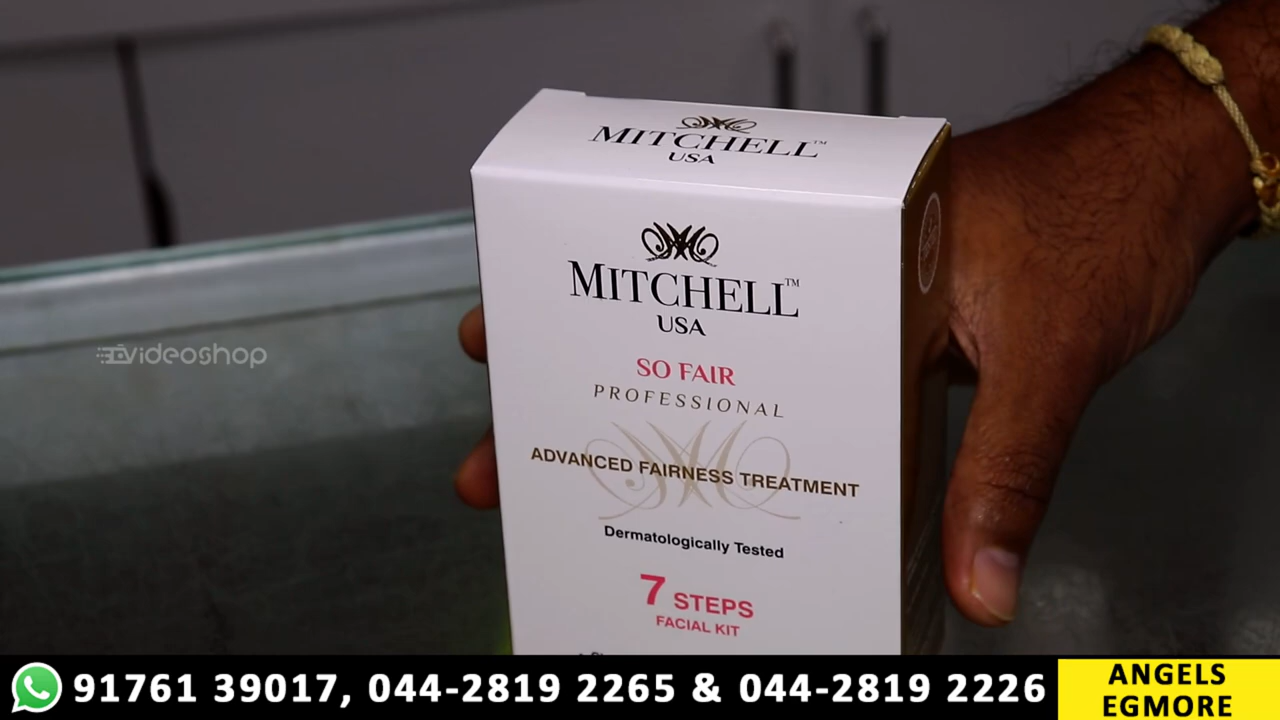 MITCHELL™
USA
MITCHELL™
USA
SO FAIR
PROFESSIONAL
ADVANCED FAIRNESS TREATMENT
Dermatologically Tested
7 STEPS
FACIAL KIT
videoshop
91761 39017, 044-2819 2265 & 044-2819 2226
ANGELS
EGMORE